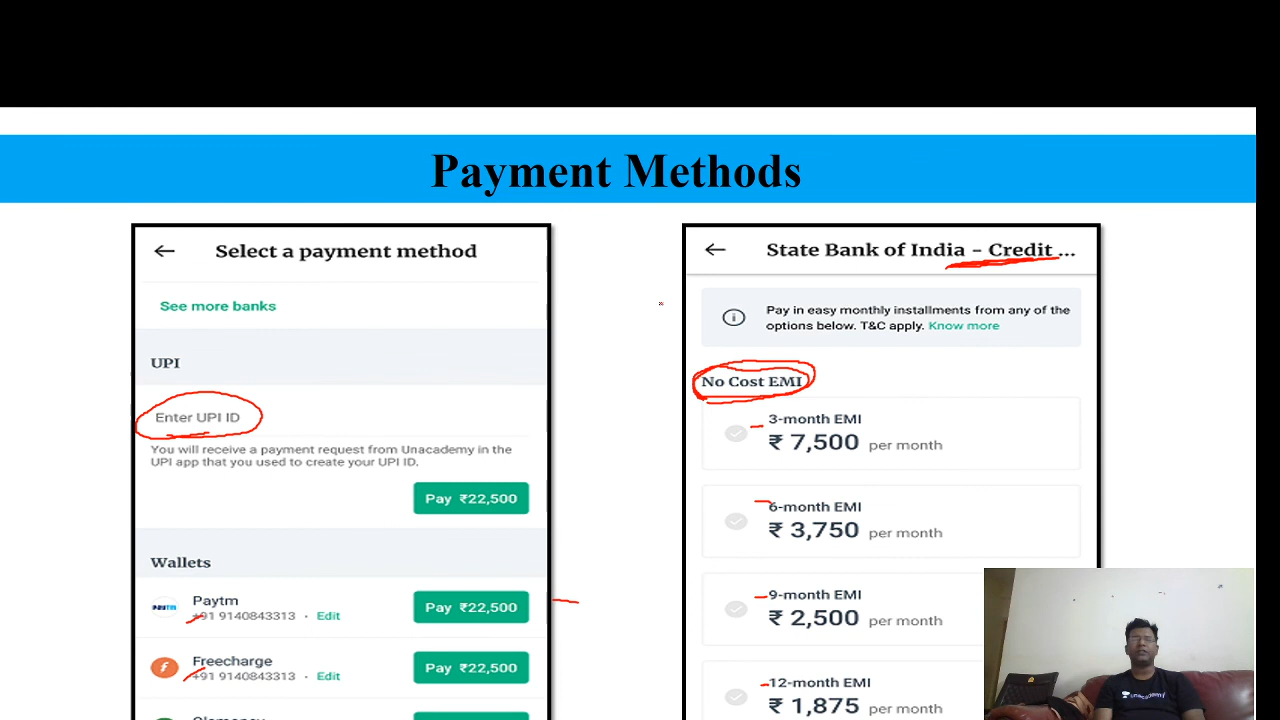 Payment Methods
Select a payment method
See more banks
UPI
Enter UPI ID
You will receive a payment request from Unacademy in the
UPI app that you used to create your UPI ID.
Pay ₹22,500
Wallets
Paytm
Paytm
+91 9140843313 · Edit
Pay ₹22,500
Freecharge
+91 9140843313 · Edit
Pay ₹22,500
State Bank of India - Credit ...
Pay in easy monthly installments from any of the
options below. T&C apply. Know more
No Cost EMI
3-month EMI
₹ 7,500 per month
6-month EMI
₹ 3,750 per month
9-month EMI
₹ 2,500 per month
12-month EMI
₹ 1,875 per month
unacademy